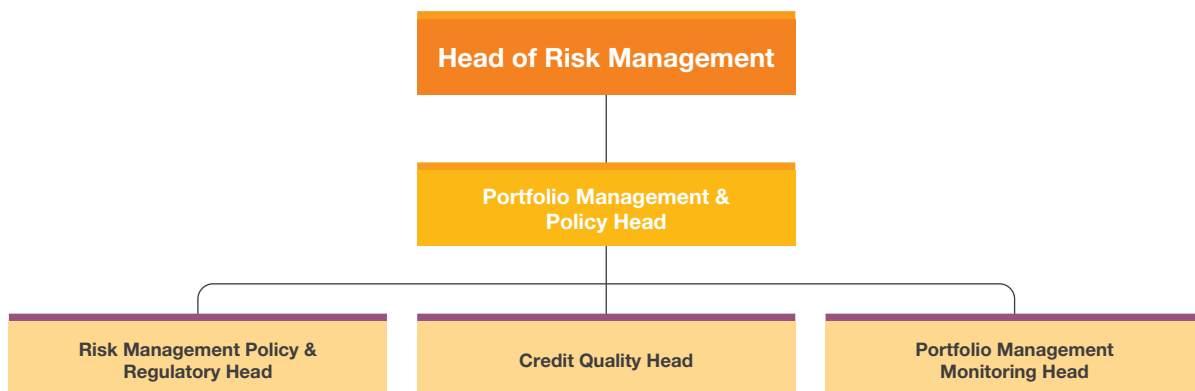 Head of Risk Management
Portfolio Management &
Policy Head
Risk Management Policy &
Regulatory Head
Credit Quality Head
Portfolio Management
Monitoring Head